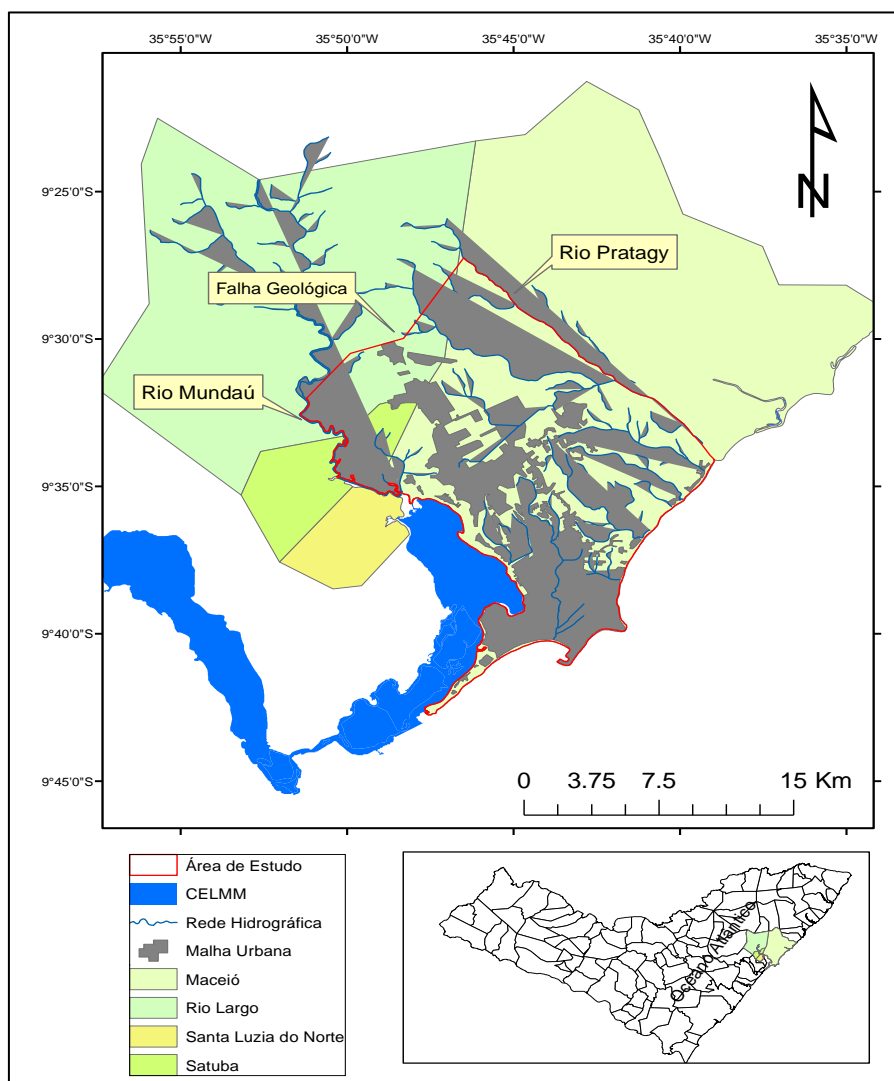 35°55'0"W 35°50'0"W 35°45'0"W 35°40'0"W 35°35'0"W
N
9°25'0"S
Rio Pratagy
Falha Geológica
9°30'0"S
Rio Mundaú
9°35'0"S
9°40'0"S
9°45'0"S
0 3.75 7.5 15 Km
Área de Estudo
CELMM
Rede Hidrográfica
Malha Urbana
Maceió
Rio Largo
Santa Luzia do Norte
Satuba
Oceano Atlântico